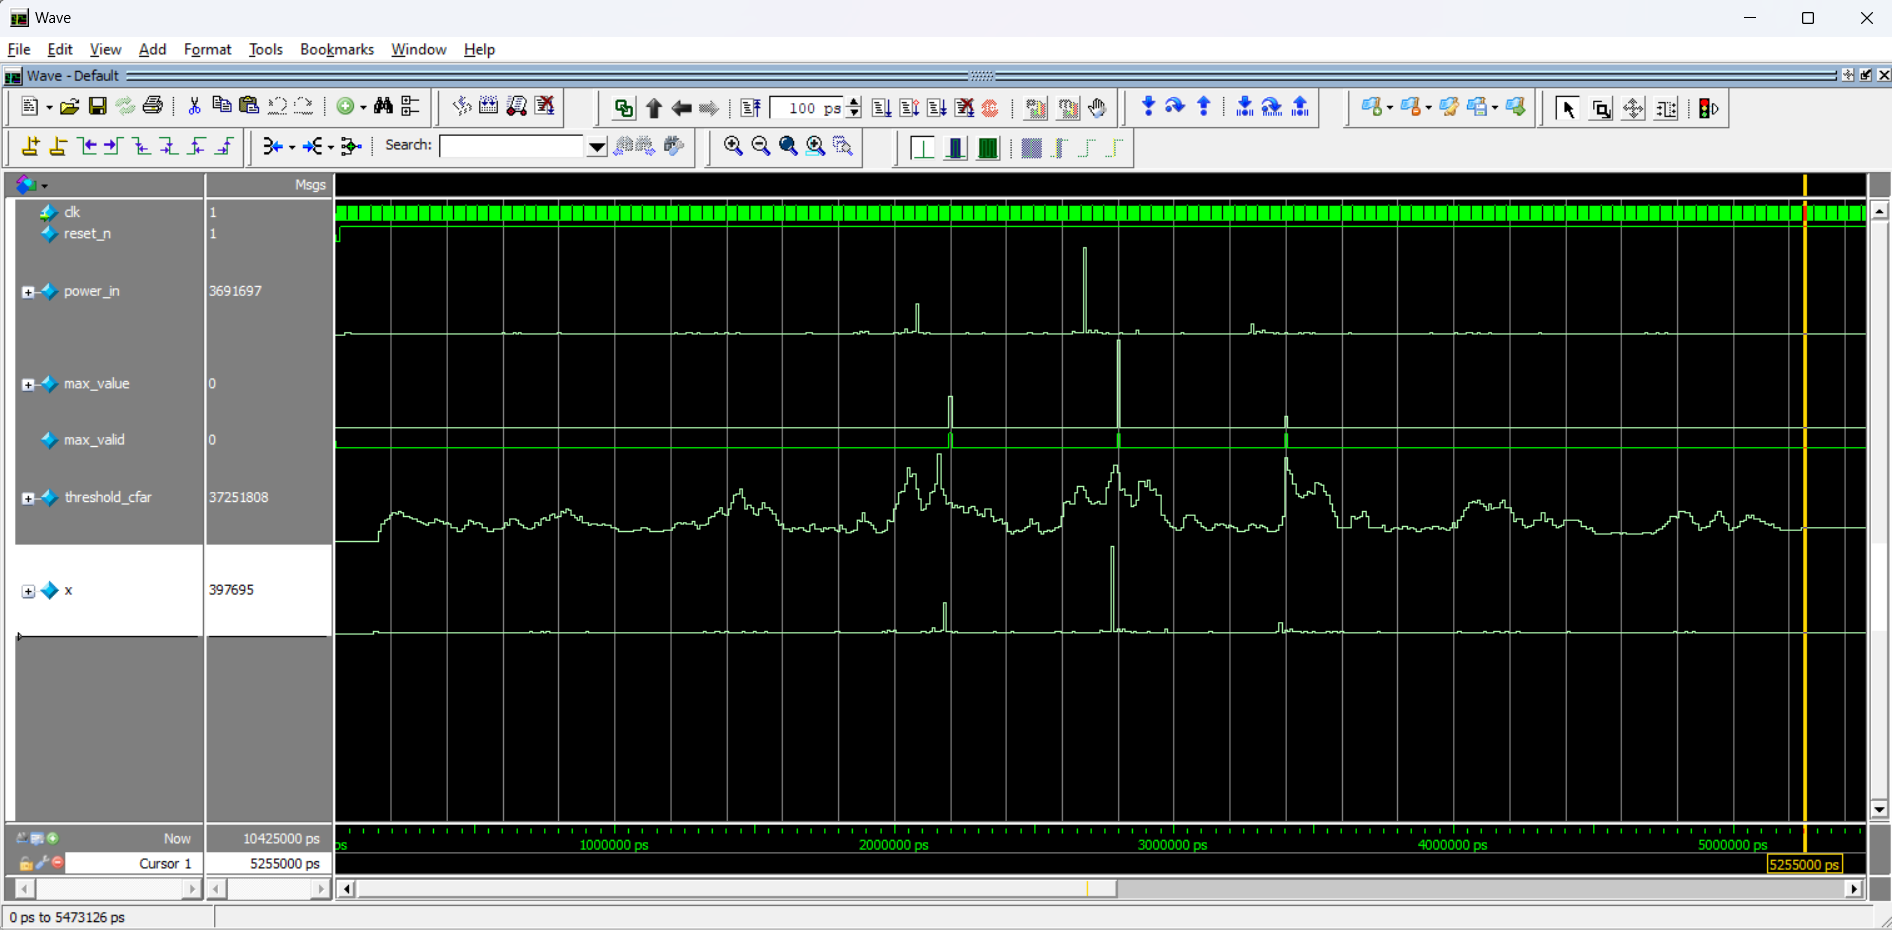 Wave
File Edit View Add Format Tools Bookmarks Window Help
Wave - Default
100 ps
Search:
Msgs
clk 1
reset_n 1
power_in 3691697
max_value 0
max_valid 0
threshold_cfar 37251808
x 397695
Now 10425000 ps
ps 1000000 ps 2000000 ps 3000000 ps 4000000 ps 5000000 ps
Cursor 1 5255000 ps
5255000 ps
0 ps to 5473126 ps